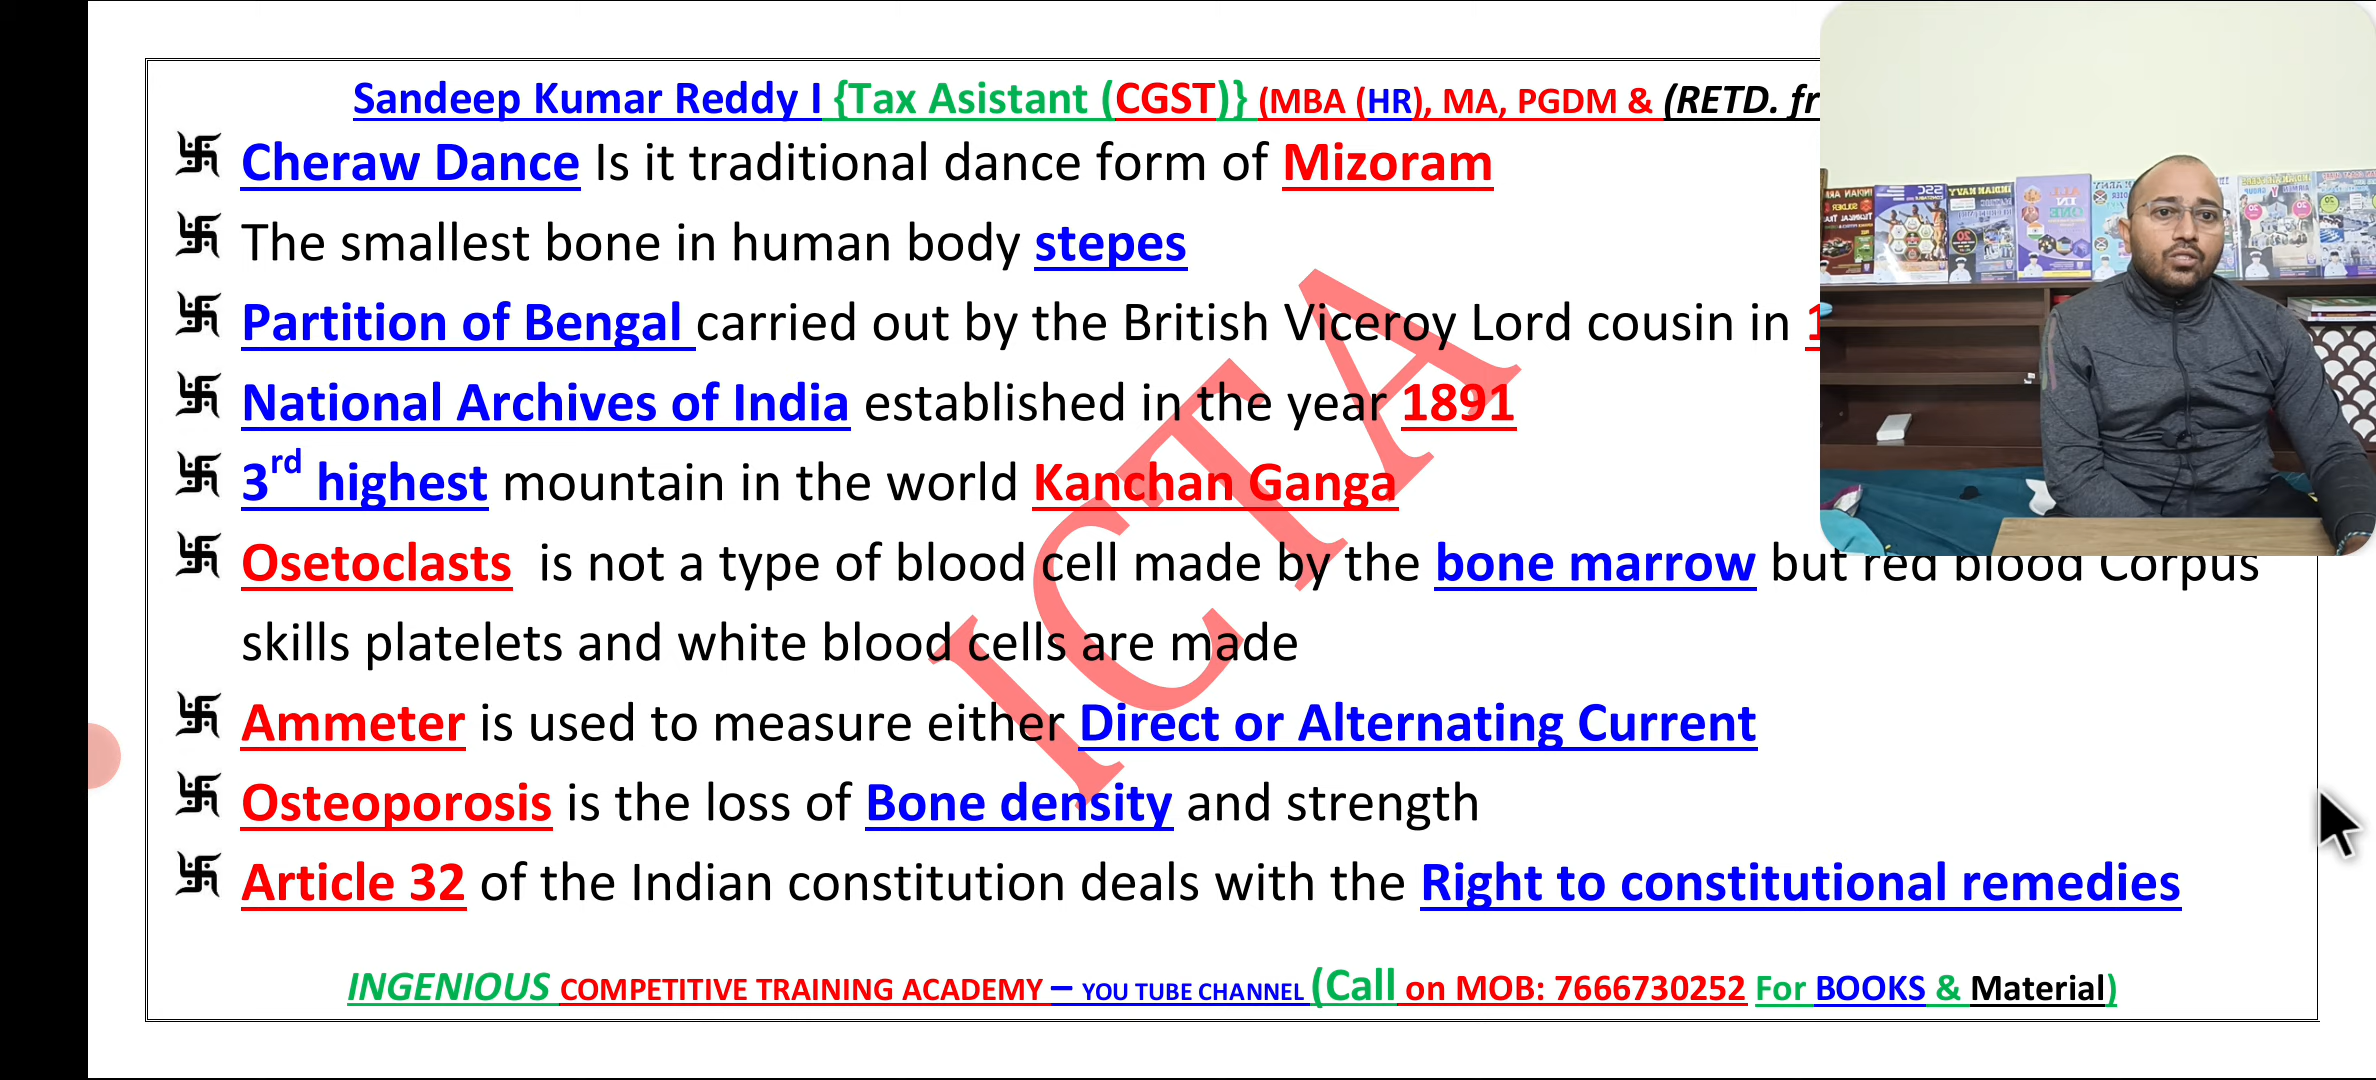 Sandeep Kumar Reddy I {Tax Asistant (CGST)} (MBA (HR), MA, PGDM & (RETD. fr
Cheraw Dance Is it traditional dance form of Mizoram
The smallest bone in human body stepes
Partition of Bengal carried out by the British Viceroy Lord cousin in
National Archives of India established in the year 1891
3rd highest mountain in the world Kanchan Ganga
Osetoclasts is not a type of blood cell made by the bone marrow but red blood Corpus
skills platelets and white blood cells are made
Ammeter is used to measure either Direct or Alternating Current
Osteoporosis is the loss of Bone density and strength
Article 32 of the Indian constitution deals with the Right to constitutional remedies
ICTA
INGENIOUS COMPETITIVE TRAINING ACADEMY – YOU TUBE CHANNEL (Call on MOB: 7666730252 For BOOKS & Material)